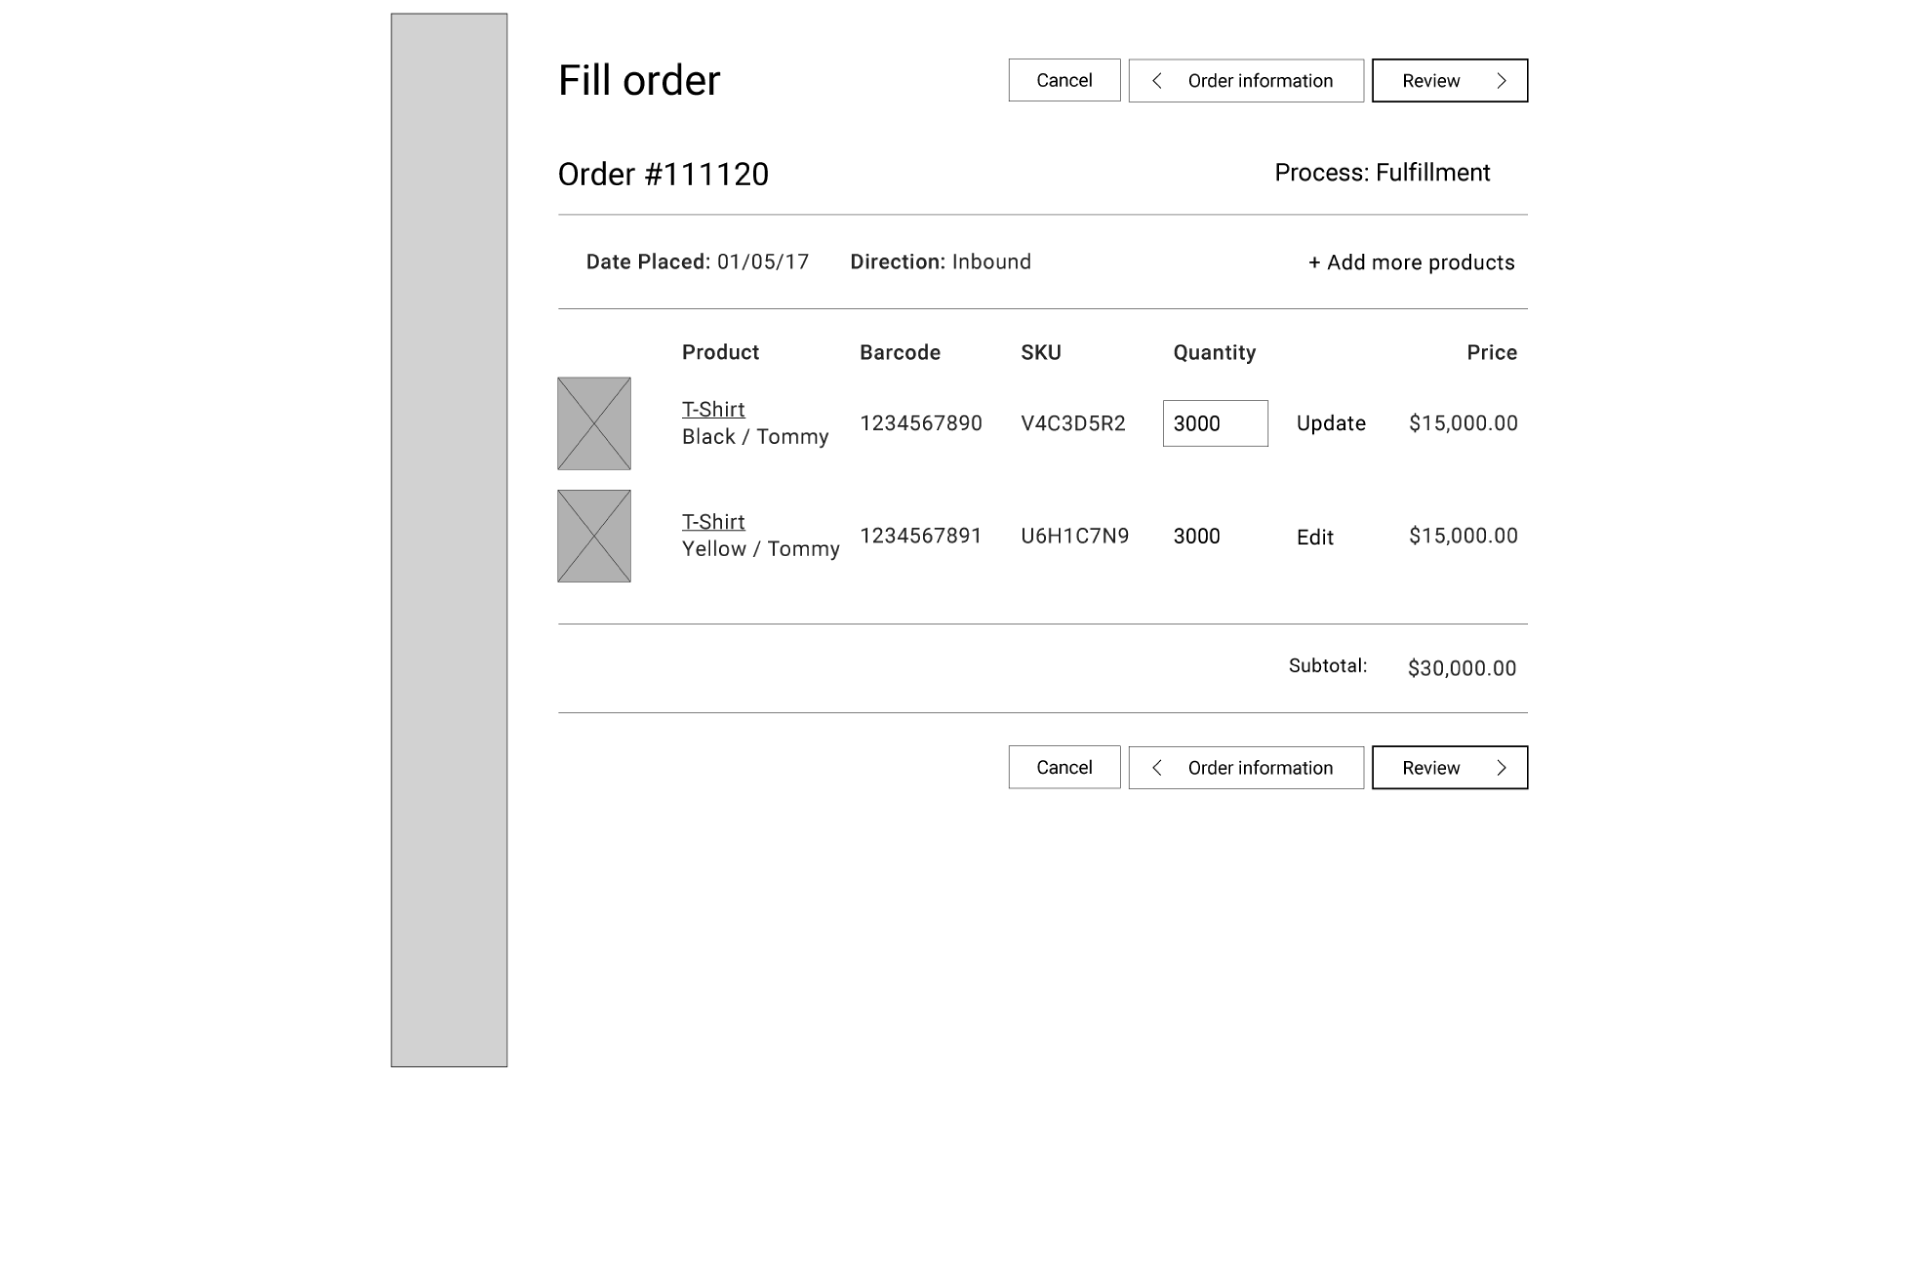 Fill order
Cancel
Order information
Review
Order #111120
Process: Fulfillment
Date Placed: 01/05/17 Direction: Inbound + Add more products
Product Barcode SKU Quantity Price
T-Shirt
Black / Tommy
1234567890 V4C3D5R2 3000 Update $15,000.00
T-Shirt
Yellow / Tommy
1234567891 U6H1C7N9 3000 Edit $15,000.00
Subtotal: $30,000.00
Cancel
Order information
Review